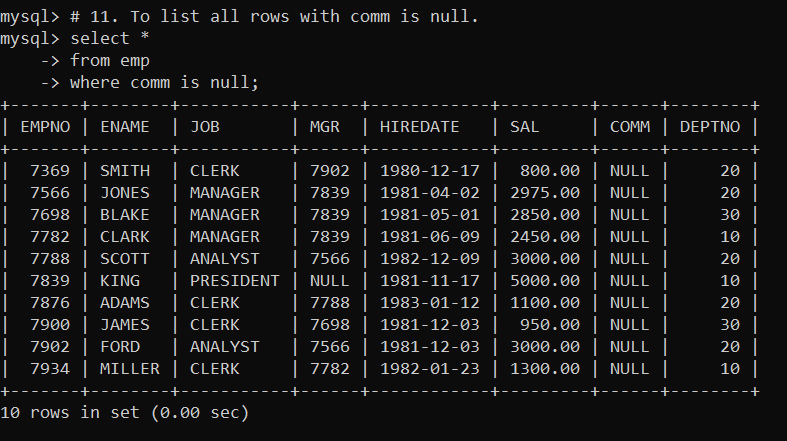 mysql> # 11. To list all rows with comm is null.
mysql> select *
    -> from emp
    -> where comm is null;
+-------+--------+-----------+------+------------+---------+------+--------+
| EMPNO | ENAME  | JOB       | MGR  | HIREDATE   | SAL     | COMM | DEPTNO |
+-------+--------+-----------+------+------------+---------+------+--------+
|  7369 | SMITH  | CLERK     | 7902 | 1980-12-17 |  800.00 | NULL |     20 |
|  7566 | JONES  | MANAGER   | 7839 | 1981-04-02 | 2975.00 | NULL |     20 |
|  7698 | BLAKE  | MANAGER   | 7839 | 1981-05-01 | 2850.00 | NULL |     30 |
|  7782 | CLARK  | MANAGER   | 7839 | 1981-06-09 | 2450.00 | NULL |     10 |
|  7788 | SCOTT  | ANALYST   | 7566 | 1982-12-09 | 3000.00 | NULL |     20 |
|  7839 | KING   | PRESIDENT | NULL | 1981-11-17 | 5000.00 | NULL |     10 |
|  7876 | ADAMS  | CLERK     | 7788 | 1983-01-12 | 1100.00 | NULL |     20 |
|  7900 | JAMES  | CLERK     | 7698 | 1981-12-03 |  950.00 | NULL |     30 |
|  7902 | FORD   | ANALYST   | 7566 | 1981-12-03 | 3000.00 | NULL |     20 |
|  7934 | MILLER | CLERK     | 7782 | 1982-01-23 | 1300.00 | NULL |     10 |
+-------+--------+-----------+------+------------+---------+------+--------+
10 rows in set (0.00 sec)